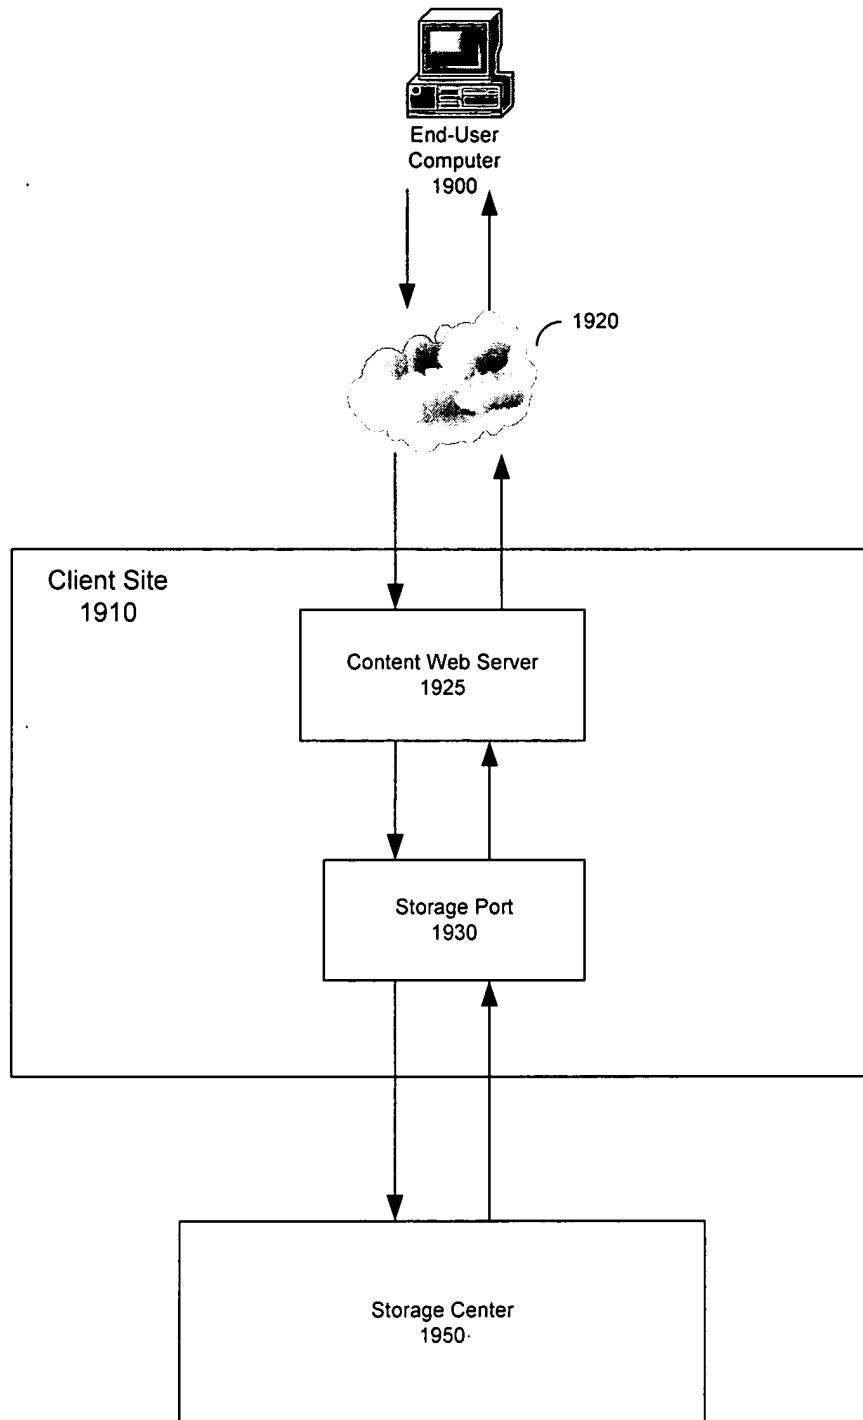 End-User
Computer
1900
1920
Client Site
1910
Content Web Server
1925
Storage Port
1930
Storage Center
1950